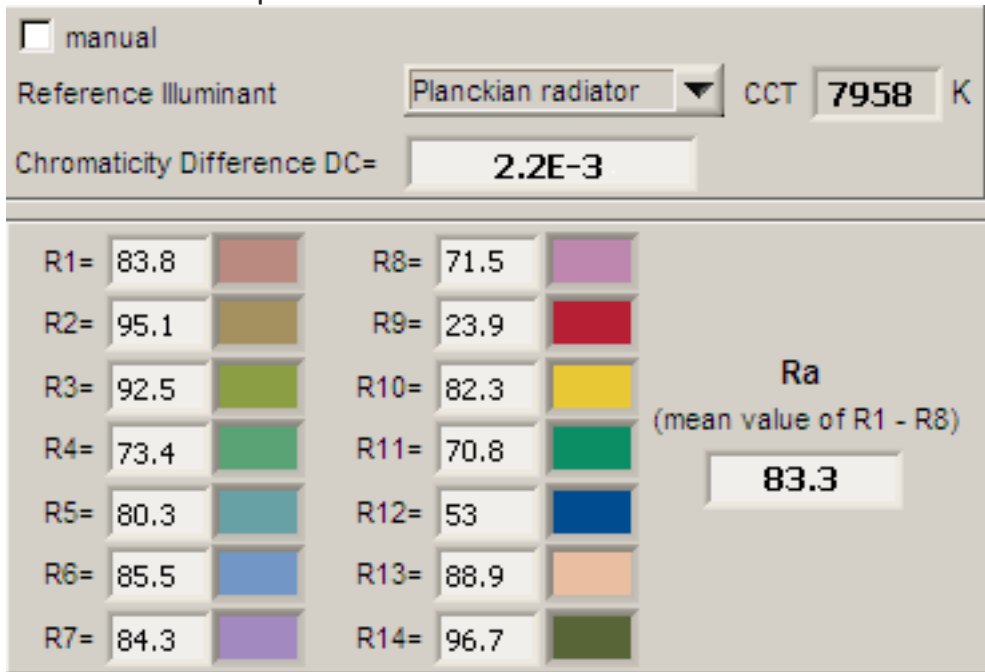 manual
Reference Illuminant Planckian radiator CCT 7958 K
Chromaticity Difference DC= 2.2E-3
R1= 83.8 R8= 71.5
R2= 95.1 R9= 23.9
R3= 92.5 R10= 82.3
R4= 73.4 R11= 70.8
R5= 80.3 R12= 53
R6= 85.5 R13= 88.9
R7= 84.3 R14= 96.7
Ra
(mean value of R1 - R8)
83.3